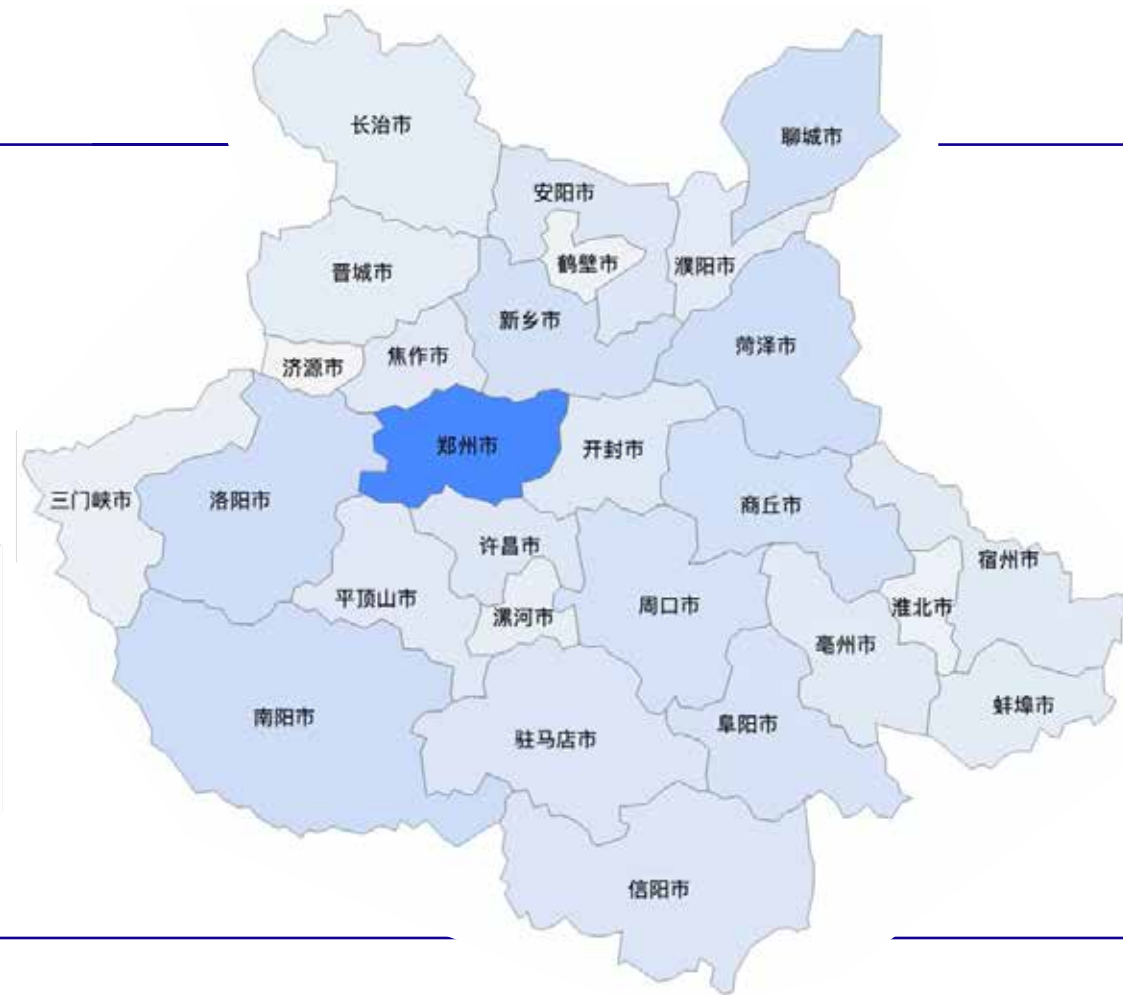 长治市
聊城市
安阳市
鹤壁市
濮阳市
晋城市
新乡市
菏泽市
焦作市
济源市
郑州市
开封市
三门峡市
洛阳市
商丘市
许昌市
宿州市
平顶山市
漯河市
周口市
淮北市
亳州市
南阳市
驻马店市
阜阳市
蚌埠市
信阳市